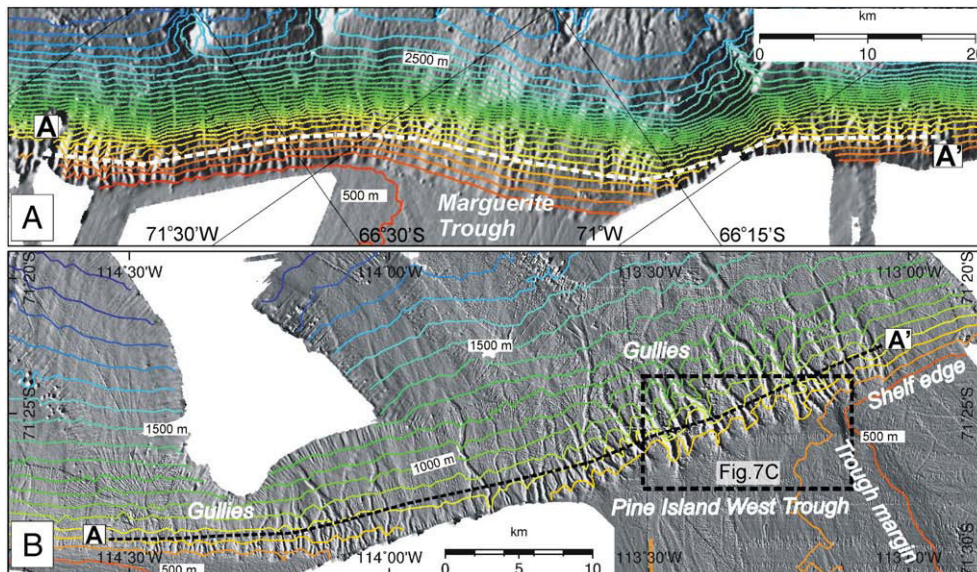 km
0 10 20
2500 m
A
A'
500 m
Marguerite
Trough
A
71°30'W
66°30'S
71°W
66°15'S
71°20'S
114°30'W
114°00'W
113°30'W
113°00'W
71°20'S
1500 m
Gullies
A'
71°25'S
Shelf edge
71°25'S
1500 m
500 m
1000 m
Fig.7C
Gullies
Trough margin
Pine Island West Trough
A
km
0 5 10
B
500 m
114°00'W
113°30'W
113°00'W
71°30'S